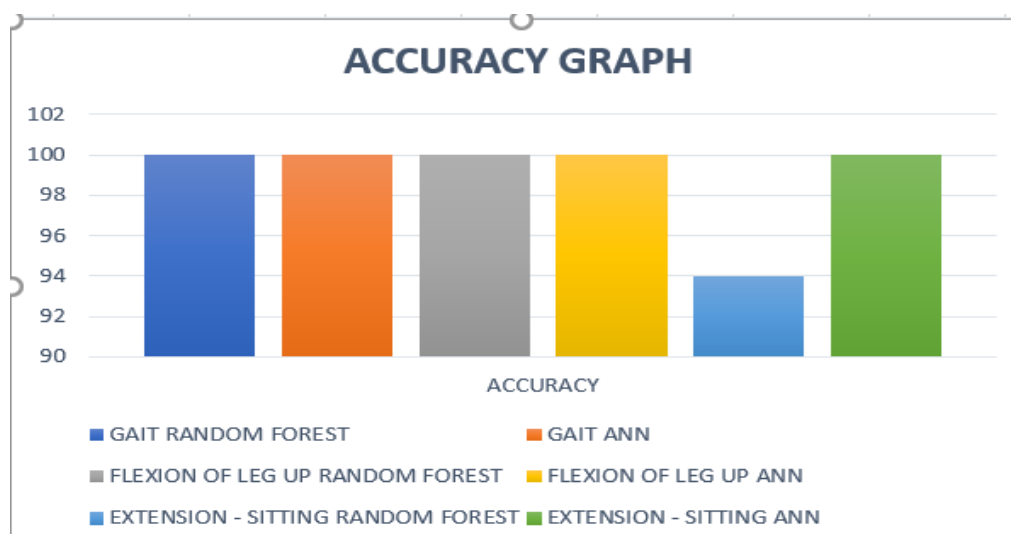 ACCURACY GRAPH
102
100
98
96
94
92
90
ACCURACY
GAIT RANDOM FOREST
GAIT ANN
FLEXION OF LEG UP RANDOM FOREST
FLEXION OF LEG UP ANN
EXTENSION - SITTING RANDOM FOREST
EXTENSION - SITTING ANN